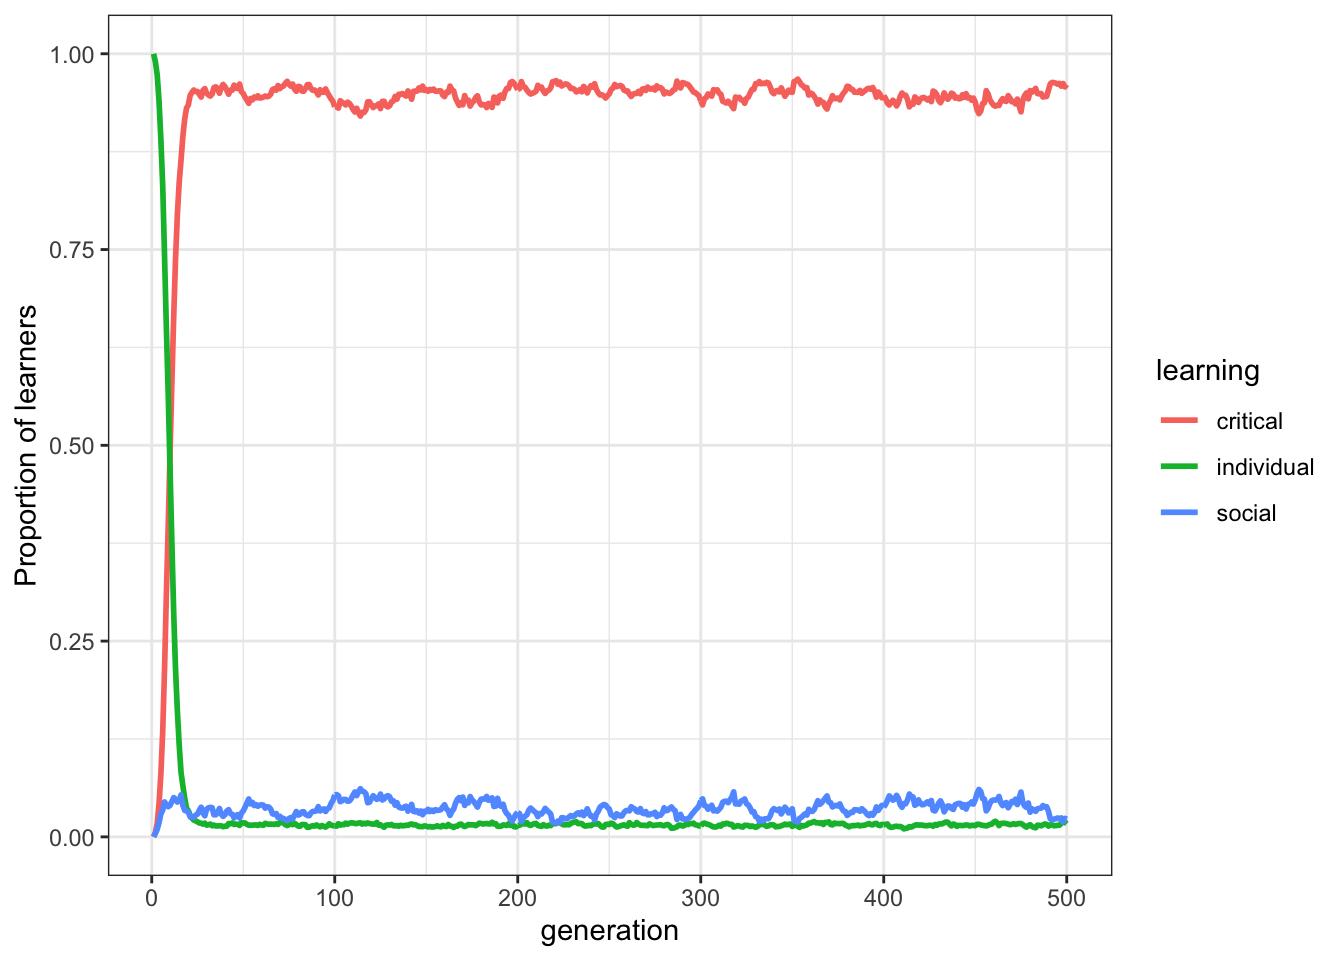 Proportion of learners
1.00
0.75
0.50
0.25
0.00
0 100 200 300 400 500
generation
learning
critical
individual
social